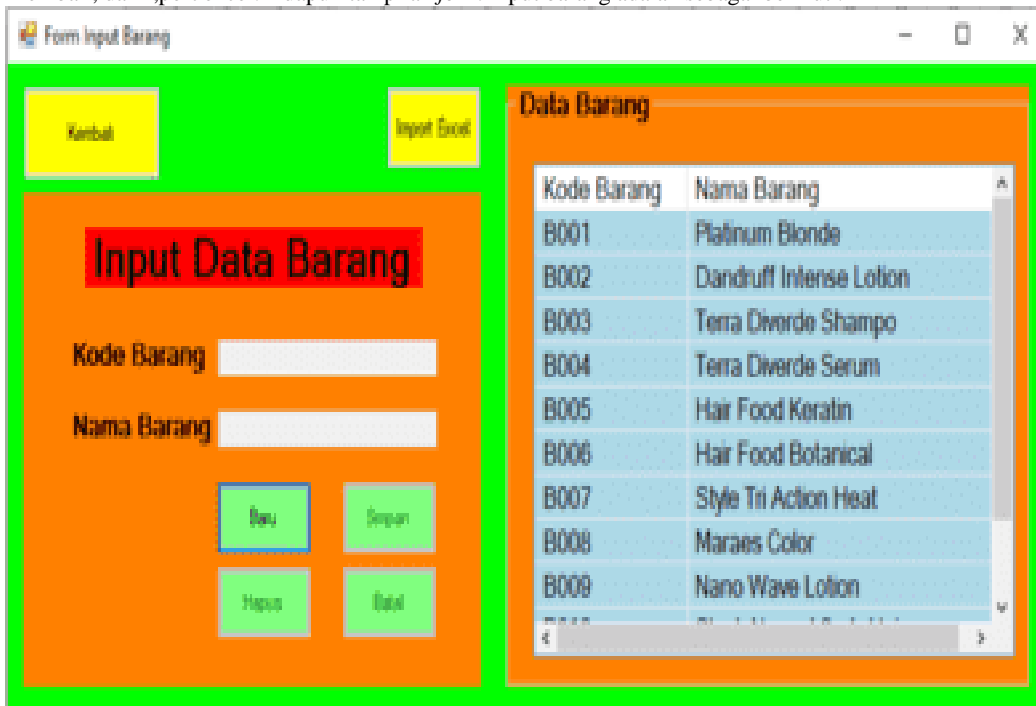 Form Input Barang
Kembali
Import Excel
Input Data Barang
Kode Barang
Nama Barang
Baru
Simpan
Hapus
Batal
Data Barang
Kode Barang Nama Barang
B001 Platinum Blonde
B002 Dandruff Intense Lotion
B003 Terra Diverde Shampo
B004 Terra Diverde Serum
B005 Hair Food Keratin
B006 Hair Food Botanical
B007 Style Tri Action Heat
B008 Maraes Color
B009 Nano Wave Lotion